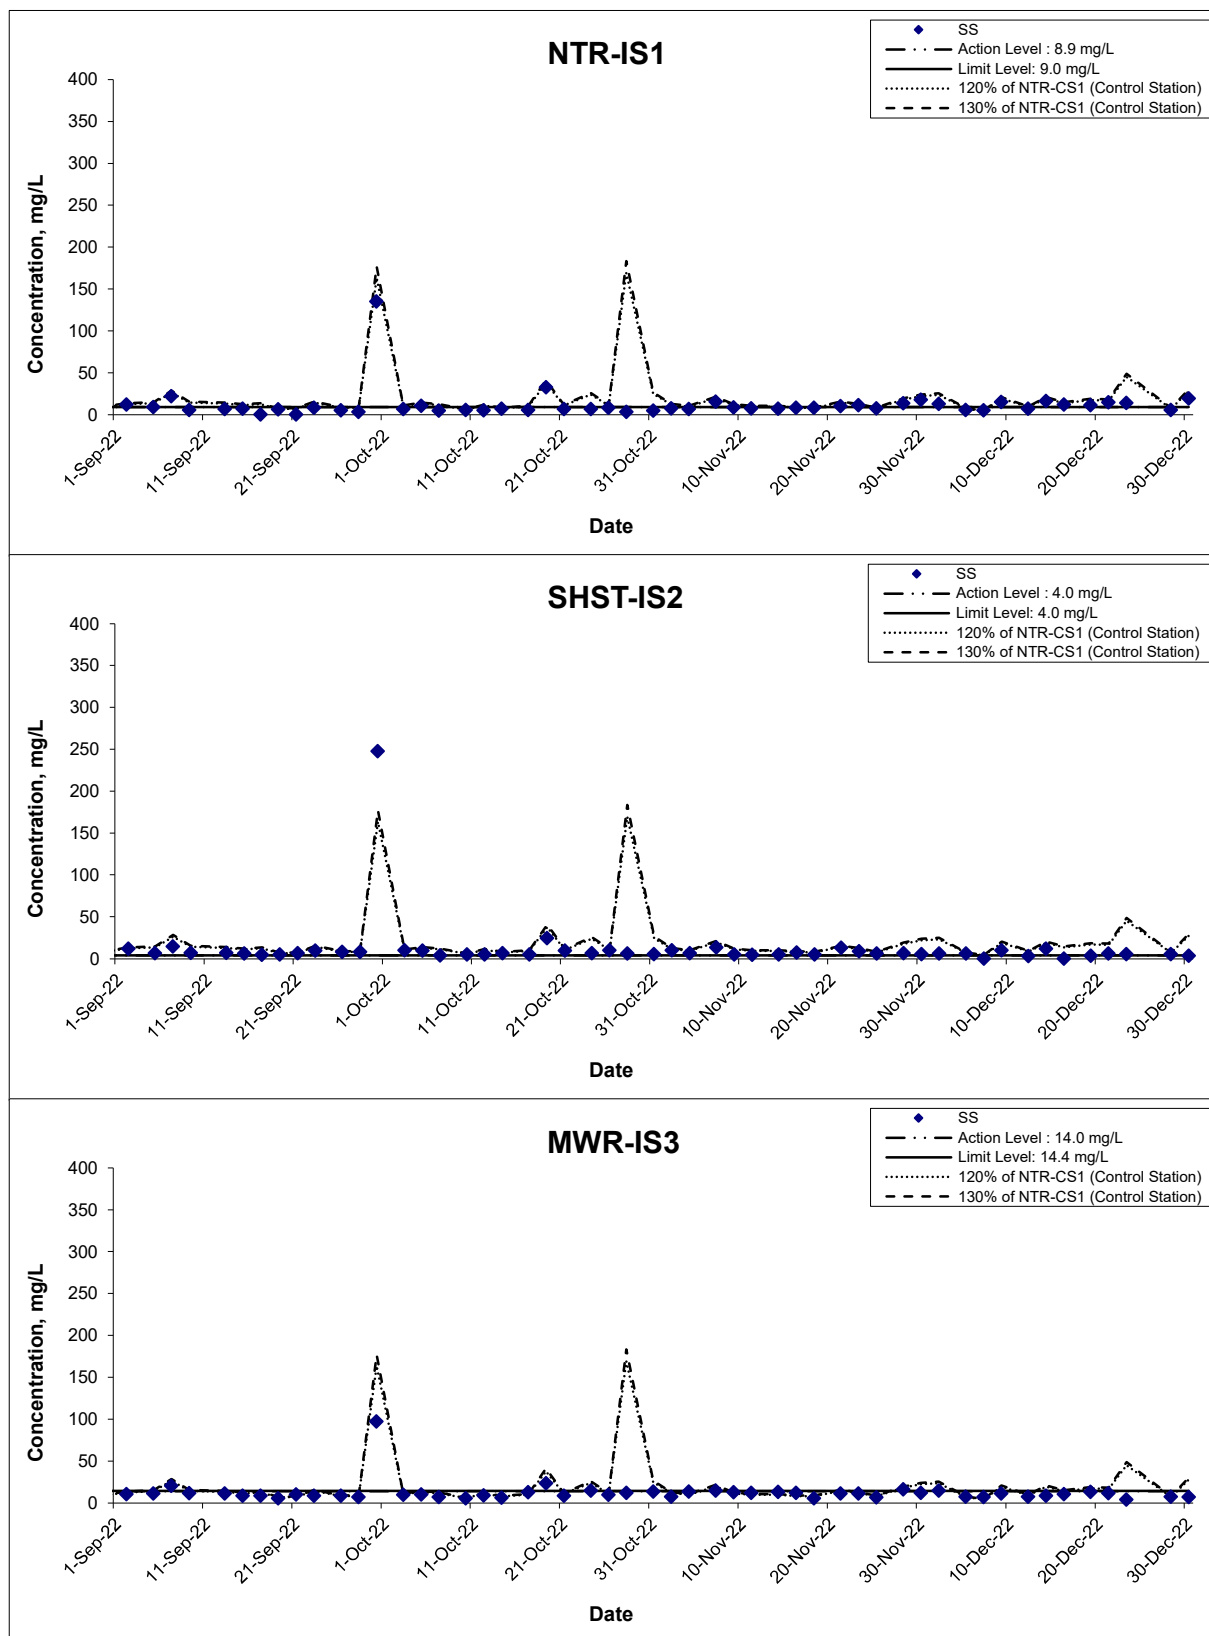 NTR-IS1
SS
Action Level : 8.9 mg/L
Limit Level: 9.0 mg/L
120% of NTR-CS1 (Control Station)
130% of NTR-CS1 (Control Station)
400
350
300
250
200
150
100
50
0
Concentration, mg/L
1-Sep-22
11-Sep-22
21-Sep-22
1-Oct-22
11-Oct-22
21-Oct-22
31-Oct-22
10-Nov-22
20-Nov-22
30-Nov-22
10-Dec-22
20-Dec-22
30-Dec-22
Date
SHST-IS2
SS
Action Level : 4.0 mg/L
Limit Level: 4.0 mg/L
120% of NTR-CS1 (Control Station)
130% of NTR-CS1 (Control Station)
400
350
300
250
200
150
100
50
0
Concentration, mg/L
1-Sep-22
11-Sep-22
21-Sep-22
1-Oct-22
11-Oct-22
21-Oct-22
31-Oct-22
10-Nov-22
20-Nov-22
30-Nov-22
10-Dec-22
20-Dec-22
30-Dec-22
Date
MWR-IS3
SS
Action Level : 14.0 mg/L
Limit Level: 14.4 mg/L
120% of NTR-CS1 (Control Station)
130% of NTR-CS1 (Control Station)
400
350
300
250
200
150
100
50
0
Concentration, mg/L
1-Sep-22
11-Sep-22
21-Sep-22
1-Oct-22
11-Oct-22
21-Oct-22
31-Oct-22
10-Nov-22
20-Nov-22
30-Nov-22
10-Dec-22
20-Dec-22
30-Dec-22
Date